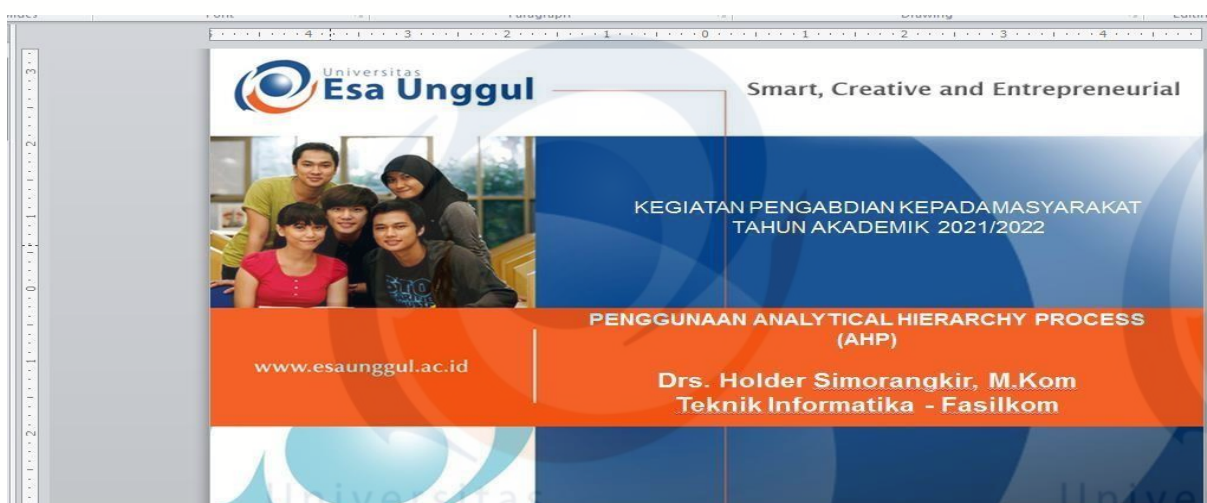 Universitas
Esa Unggul
Smart, Creative and Entrepreneurial
KEGIATAN PENGABDIAN KEPADAMASYARAKAT
TAHUN AKADEMIK 2021/2022
PENGGUNAAN ANALYTICAL HIERARCHY PROCESS
(AHP)
www.esaunggul.ac.id
Drs. Holder Simorangkir, M.Kom
Teknik Informatika - Fasilkom
Universitas